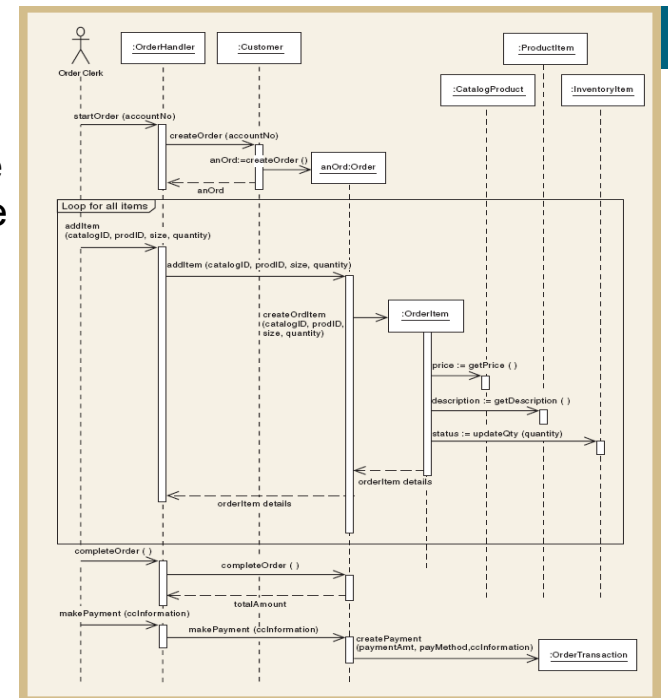 :OrderHandler
:Customer
:ProductItem
Order Clerk
:CatalogProduct
:InventoryItem
startOrder (accountNo)
createOrder (accountNo)
anOrd:=createOrder ()
anOrd:Order
anOrd
e
Loop for all items
e
addItem
(catalogID, prodID, size, quantity)
addItem (catalogID, prodID, size, quantity)
createOrdItem
(catalogID, prodID,
size, quantity)
:OrderItem
price := getPrice ( )
description := getDescription ( )
status := updateQty (quantity)
orderItem details
orderItem details
completeOrder ( )
completeOrder ( )
totalAmount
makePayment (ccInformation)
makePayment (ccInformation)
createPayment
(paymentAmt, payMethod,ccInformation)
:OrderTransaction